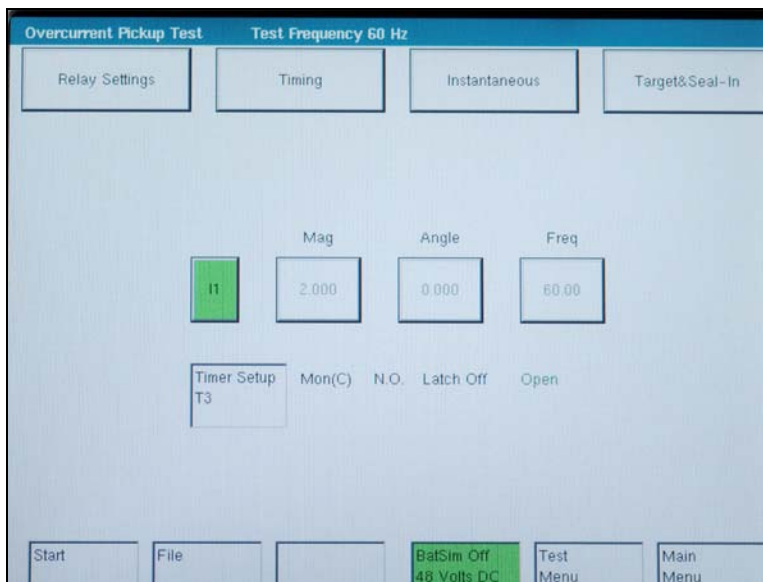 Overcurrent Pickup Test Test Frequency 60 Hz
Relay Settings Timing Instantaneous Target&Seal-In
Mag Angle Freq
I1 2.000 0.000 60.00
Timer Setup
T3
Mon(C) N.O. Latch Off Open
Start File BatSim Off Test Main
48 Volts DC Menu Menu